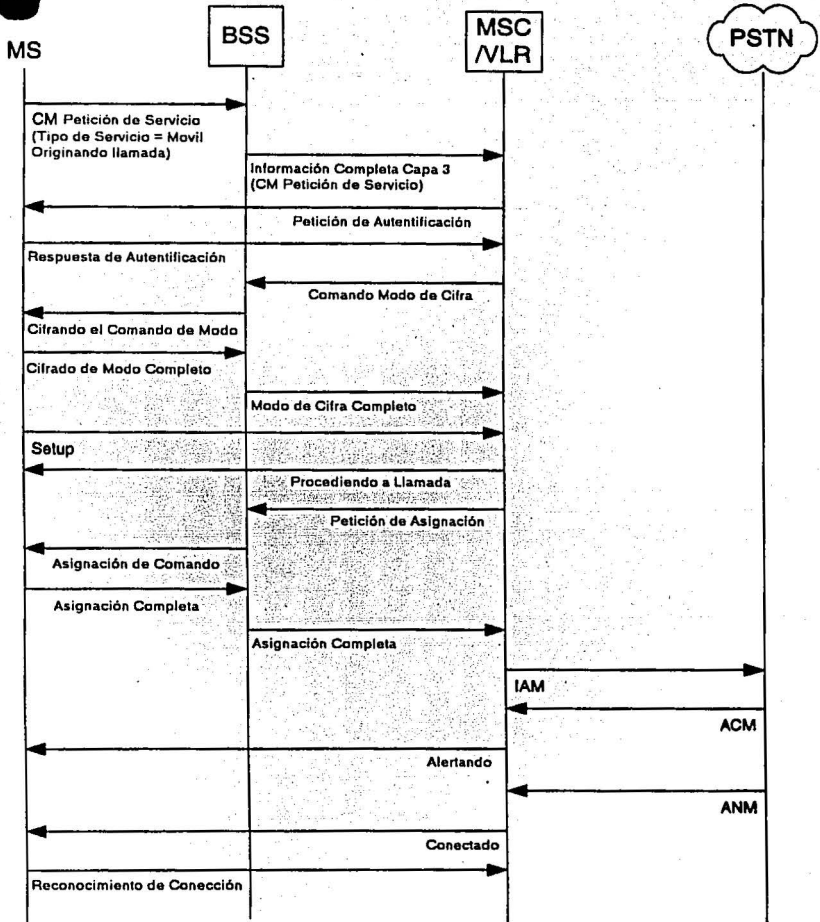 MS
BSS
MSC
/VLR
PSTN
CM Petición de Servicio
(Tipo de Servicio = Movil
Originando llamada)
Información Completa Capa 3
(CM Petición de Servicio)
Petición de Autentificación
Respuesta de Autentificación
Comando Modo de Cifra
Cifrando el Comando de Modo
Cifrado de Modo Completo
Modo de Cifra Completo
Setup
Procediendo a Llamada
Petición de Asignación
Asignación de Comando
Asignación Completa
Asignación Completa
IAM
ACM
Alertando
ANM
Conectado
Reconocimiento de Conección